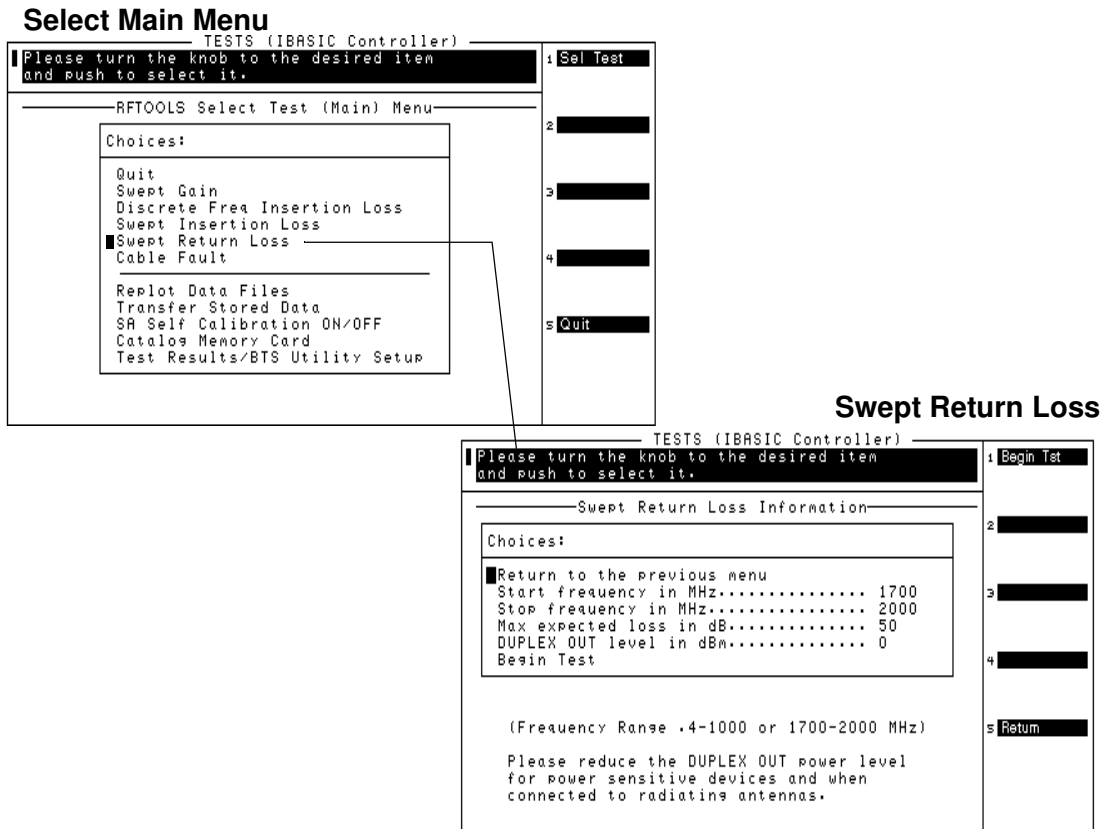 Select Main Menu
TESTS (IBASIC Controller)
Please turn the knob to the desired item
and push to select it.
1 Sel Test
RFTOOLS Select Test (Main) Menu
2
Choices:
Quit
Swept Gain
3
Discrete Freq Insertion Loss
Swept Insertion Loss
Swept Return Loss
Cable Fault
4
Replot Data Files
Transfer Stored Data
SA Self Calibration ON/OFF
5 Quit
Catalog Memory Card
Test Results/BTS Utility Setup
Swept Return Loss
TESTS (IBASIC Controller)
Please turn the knob to the desired item
and push to select it.
1 Begin Tst
Swept Return Loss Information
2
Choices:
Return to the previous menu
Start frequency in MHz............... 1700
3
Stop frequency in MHz................ 2000
Max expected loss in dB.............. 50
DUPLEX OUT level in dBm.............. 0
Begin Test
4
(Frequency Range .4-1000 or 1700-2000 MHz)
5 Return
Please reduce the DUPLEX OUT power level
for power sensitive devices and when
connected to radiating antennas.